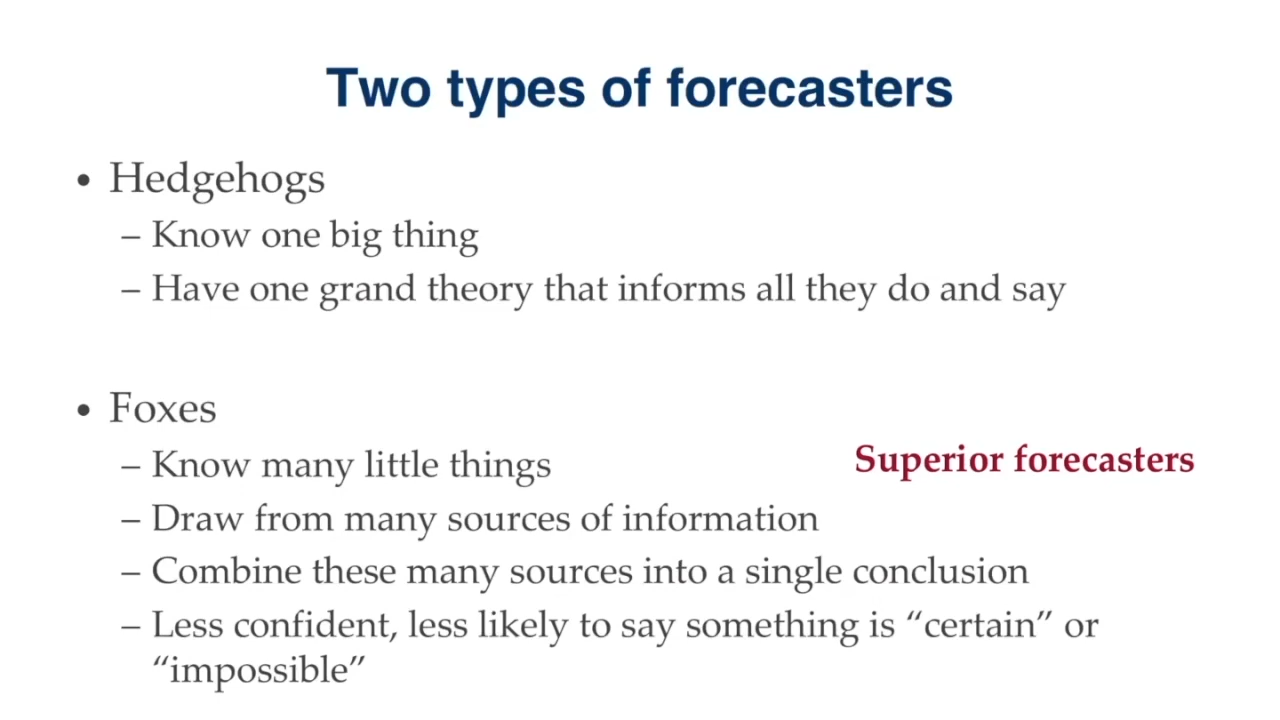 Two types of forecasters
• Hedgehogs
– Know one big thing
– Have one grand theory that informs all they do and say
• Foxes
– Know many little things
Superior forecasters
– Draw from many sources of information
– Combine these many sources into a single conclusion
– Less confident, less likely to say something is “certain” or
“impossible”